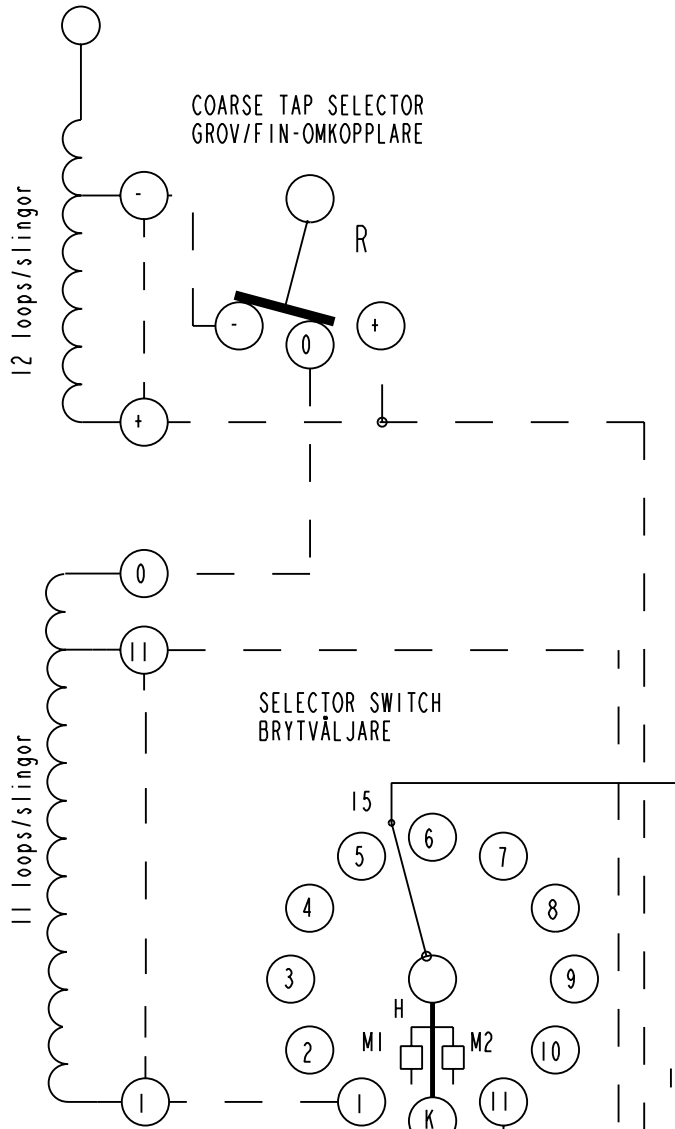 COARSE TAP SELECTOR
GROV/FIN-OMKOPPLARE
-
R
12 loops/slingor
-
+
0
+
0
11
SELECTOR SWITCH
BRYTVÅLJARE
11 loops/slingor
15
6
5
7
4
8
3
9
H
M1
M2
2
10
1
1
11
K